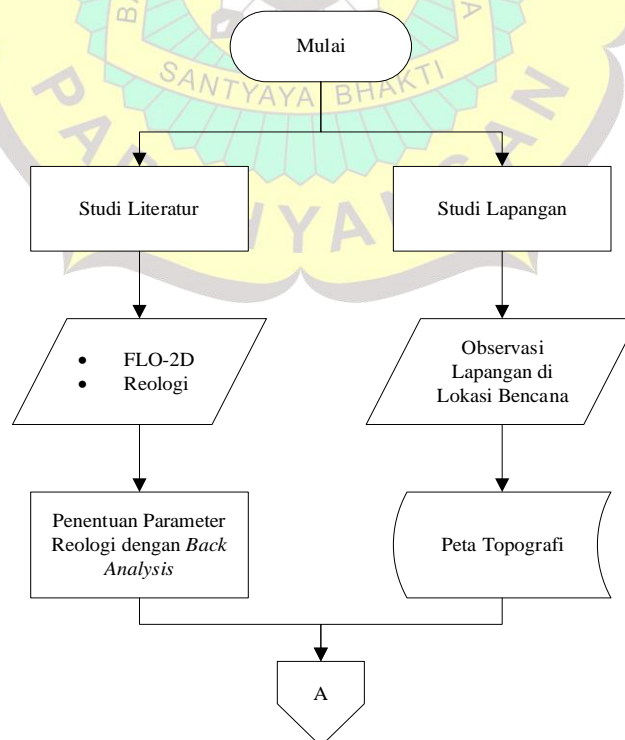 Mulai
SANTYAYA BHAKTI
Studi Literatur
Studi Lapangan
• FLO-2D
• Reologi
Observasi
Lapangan di
Lokasi Bencana
Penentuan Parameter
Reologi dengan Back
Analysis
Peta Topografi
A